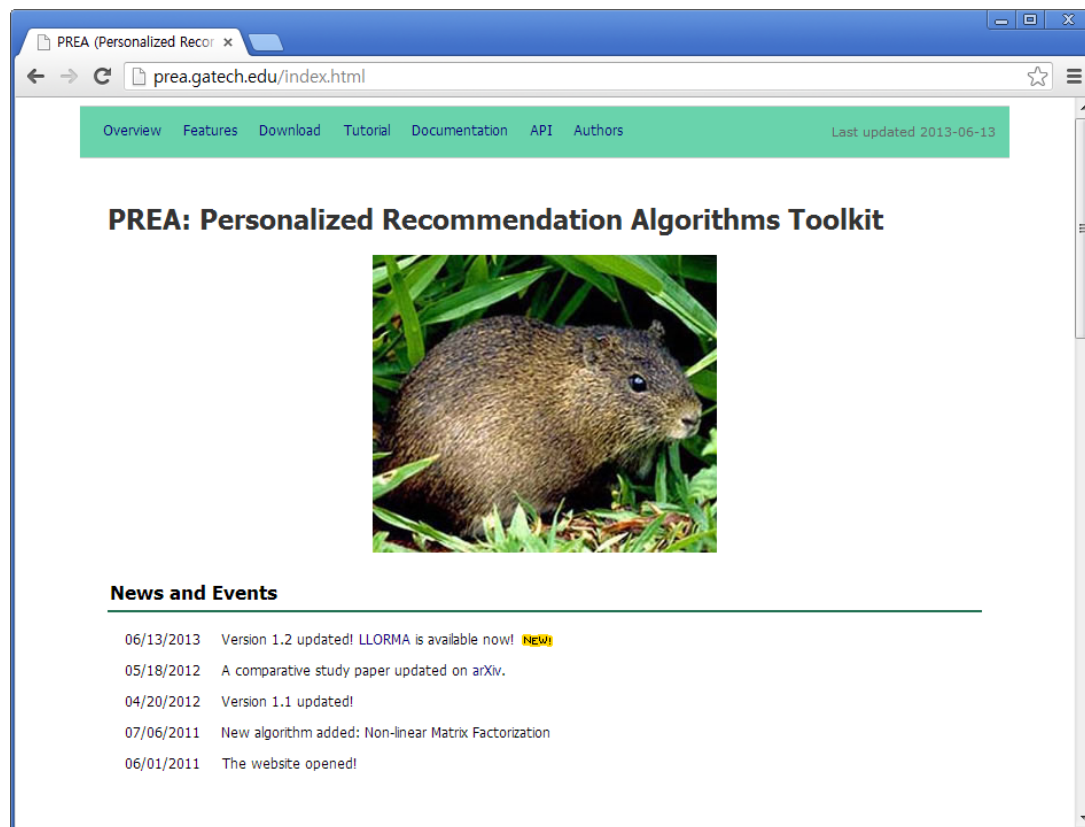 PREA (Personalized Recor
prea.gatech.edu/index.html
Overview Features Download Tutorial Documentation API Authors Last updated 2013-06-13
PREA: Personalized Recommendation Algorithms Toolkit
News and Events
06/13/2013 Version 1.2 updated! LLORMA is available now! NEW!
05/18/2012 A comparative study paper updated on arXiv.
04/20/2012 Version 1.1 updated!
07/06/2011 New algorithm added: Non-linear Matrix Factorization
06/01/2011 The website opened!